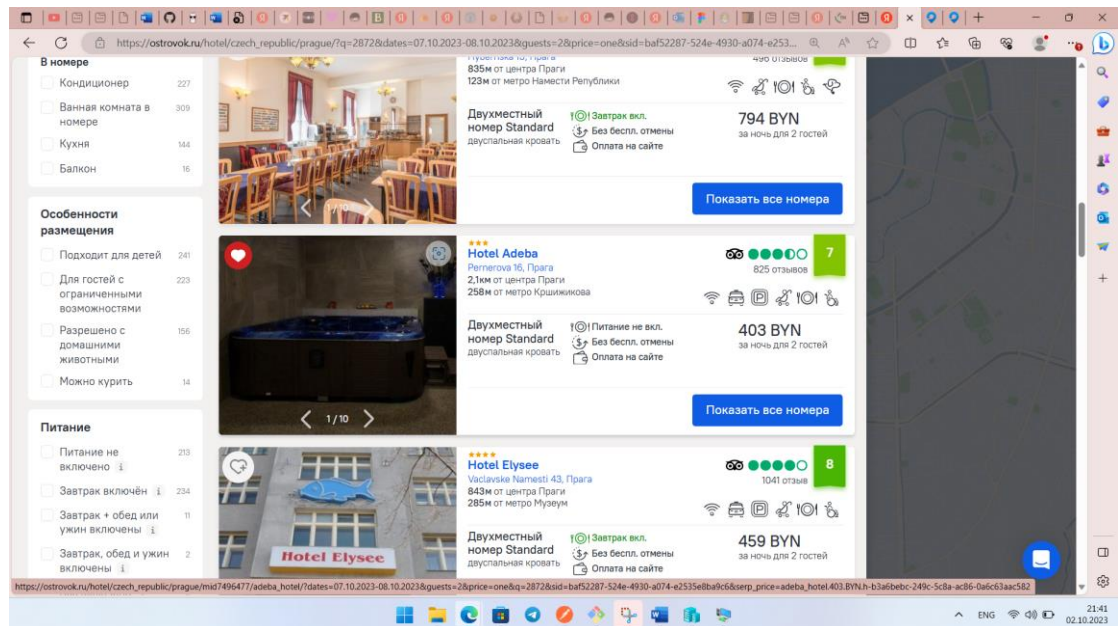 https://ostrovok.ru/hotel/czech_republic/prague/?q=2872&dates=07.10.2023-08.10.2023&guests=2&price=one&sid=baf52287-524e-4930-a074-e253...
В номере
Кондиционер 227
Ванная комната в номере 309
Кухня 144
Балкон 16
Особенности размещения
Подходит для детей 241
Для гостей с ограниченными возможностями 223
Разрешено с домашними животными 156
Можно курить 14
Питание
Питание не включено 213
Завтрак включён 234
Завтрак + обед или ужин включены 11
Завтрак, обед и ужин включены 2
835м от центра Праги
123м от метро Намести Републики
496 отзывов
Двухместный номер Standard
двуспальная кровать
Завтрак вкл.
Без беспл. отмены
Оплата на сайте
794 BYN
за ночь для 2 гостей
1/10
Показать все номера
Hotel Adeba
Pernerova 16, Прага
2,1км от центра Праги
258м от метро Кршижикова
7
825 отзывов
Двухместный номер Standard
двуспальная кровать
Питание не вкл.
Без беспл. отмены
Оплата на сайте
403 BYN
за ночь для 2 гостей
1/10
Показать все номера
Hotel Elysee
Vaclavske Namesti 43, Прага
843м от центра Праги
285м от метро Музеум
8
1041 отзыв
Двухместный номер Standard
двуспальная кровать
Завтрак вкл.
Без беспл. отмены
Оплата на сайте
459 BYN
за ночь для 2 гостей
Hotel Elysee
https://ostrovok.ru/hotel/czech_republic/prague/mid7496477/adeba_hotel/?dates=07.10.2023-08.10.2023&guests=2&price=one&q=2872&sid=baf52287-524e-4930-a074-e2535e8ba9c6&serp_price=adeba_hotel.403.BYN.h-b3a6bebc-249c-5c8a-ac86-0a6c63aac582
ENG
21:41
02.10.2023